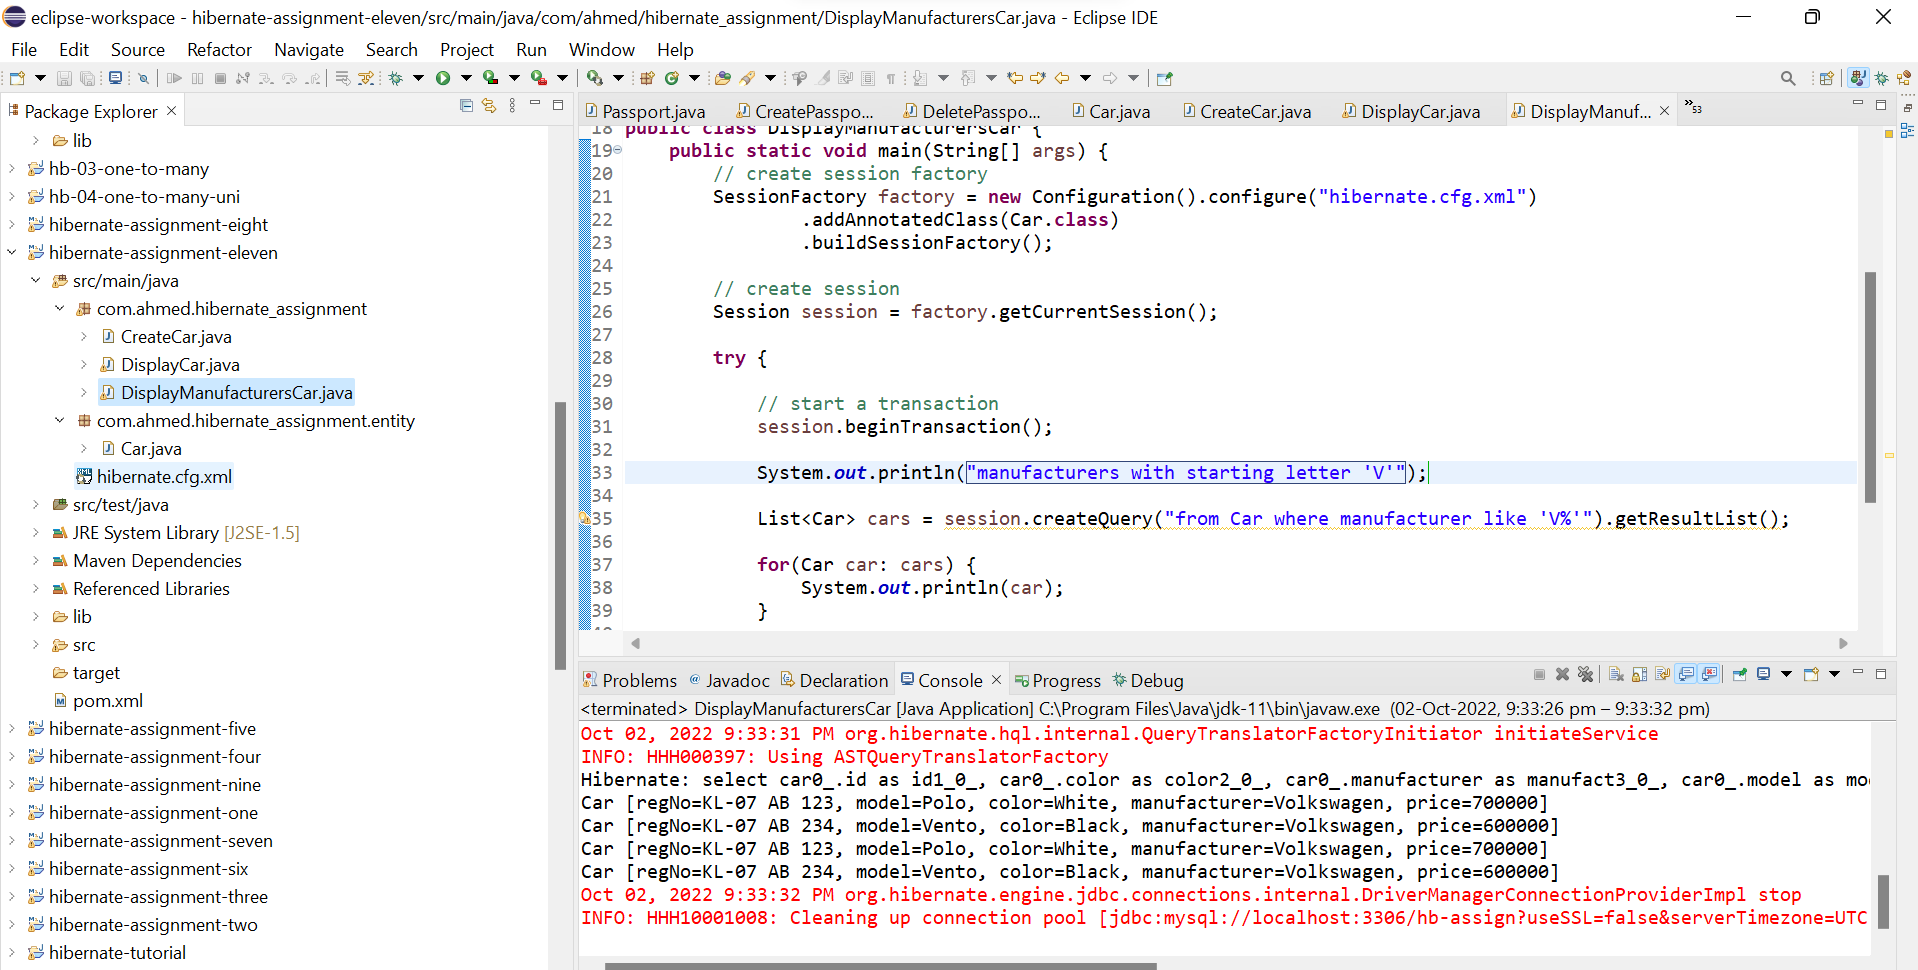 eclipse-workspace - hibernate-assignment-eleven/src/main/java/com/ahmed/hibernate_assignment/DisplayManufacturersCar.java - Eclipse IDE
File Edit Source Refactor Navigate Search Project Run Window Help
Package Explorer
lib
hb-03-one-to-many
hb-04-one-to-many-uni
hibernate-assignment-eight
hibernate-assignment-eleven
src/main/java
com.ahmed.hibernate_assignment
CreateCar.java
DisplayCar.java
DisplayManufacturersCar.java
com.ahmed.hibernate_assignment.entity
Car.java
hibernate.cfg.xml
src/test/java
JRE System Library [J2SE-1.5]
Maven Dependencies
Referenced Libraries
lib
src
target
pom.xml
hibernate-assignment-five
hibernate-assignment-four
hibernate-assignment-nine
hibernate-assignment-one
hibernate-assignment-seven
hibernate-assignment-six
hibernate-assignment-three
hibernate-assignment-two
hibernate-tutorial
Passport.java CreatePasspo... DeletePasspo... Car.java CreateCar.java DisplayCar.java DisplayManuf... »53
18 public class DisplayManufacturersCar {
19 public static void main(String[] args) {
20 // create session factory
21 SessionFactory factory = new Configuration().configure("hibernate.cfg.xml")
22 .addAnnotatedClass(Car.class)
23 .buildSessionFactory();
24
25 // create session
26 Session session = factory.getCurrentSession();
27
28 try {
29
30 // start a transaction
31 session.beginTransaction();
32
33 System.out.println("manufacturers with starting letter 'V'");
34
35 List<Car> cars = session.createQuery("from Car where manufacturer like 'V%'").getResultList();
36
37 for(Car car: cars) {
38 System.out.println(car);
39 }
Problems Javadoc Declaration Console Progress Debug
<terminated> DisplayManufacturersCar [Java Application] C:\Program Files\Java\jdk-11\bin\javaw.exe (02-Oct-2022, 9:33:26 pm – 9:33:32 pm)
Oct 02, 2022 9:33:31 PM org.hibernate.hql.internal.QueryTranslatorFactoryInitiator initiateService
INFO: HHH000397: Using ASTQueryTranslatorFactory
Hibernate: select car0_.id as id1_0_, car0_.color as color2_0_, car0_.manufacturer as manufact3_0_, car0_.model as mo
Car [regNo=KL-07 AB 123, model=Polo, color=White, manufacturer=Volkswagen, price=700000]
Car [regNo=KL-07 AB 234, model=Vento, color=Black, manufacturer=Volkswagen, price=600000]
Car [regNo=KL-07 AB 123, model=Polo, color=White, manufacturer=Volkswagen, price=700000]
Car [regNo=KL-07 AB 234, model=Vento, color=Black, manufacturer=Volkswagen, price=600000]
Oct 02, 2022 9:33:32 PM org.hibernate.engine.jdbc.connections.internal.DriverManagerConnectionProviderImpl stop
INFO: HHH10001008: Cleaning up connection pool [jdbc:mysql://localhost:3306/hb-assign?useSSL=false&serverTimezone=UTC